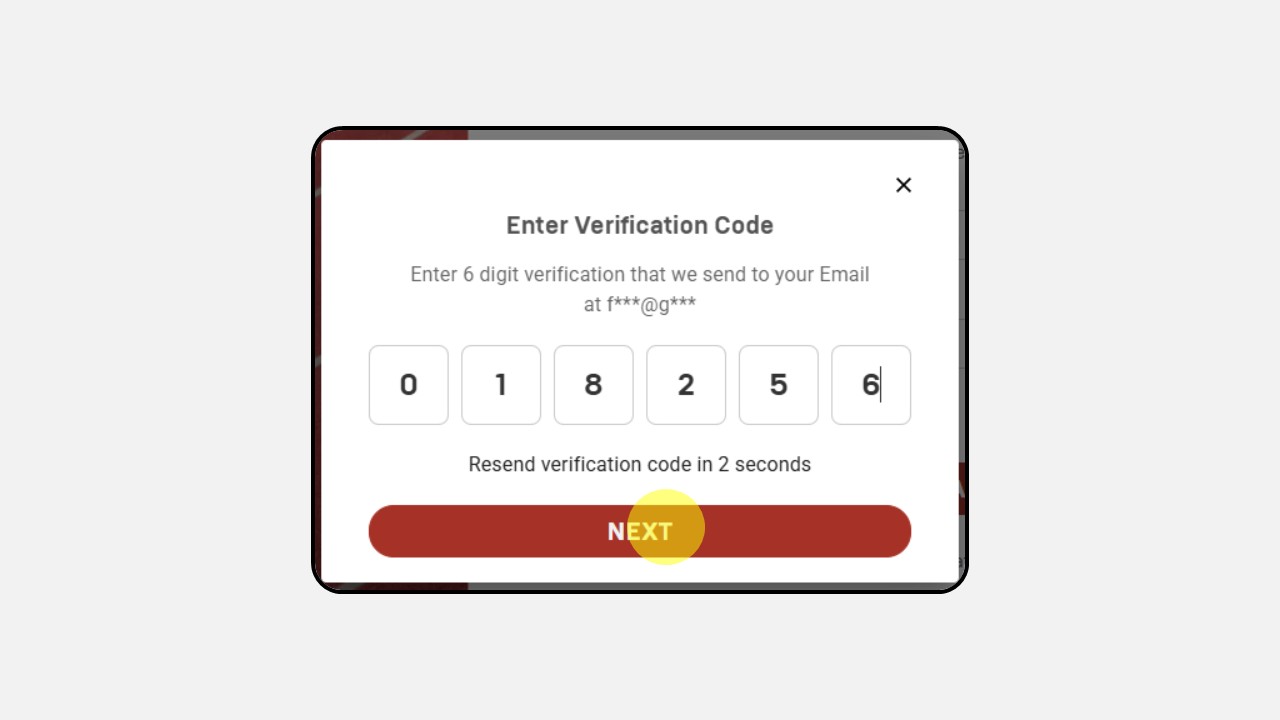 Enter Verification Code
Enter 6 digit verification that we send to your Email
at f***@g***
0 1 8 2 5 6
Resend verification code in 2 seconds
NEXT